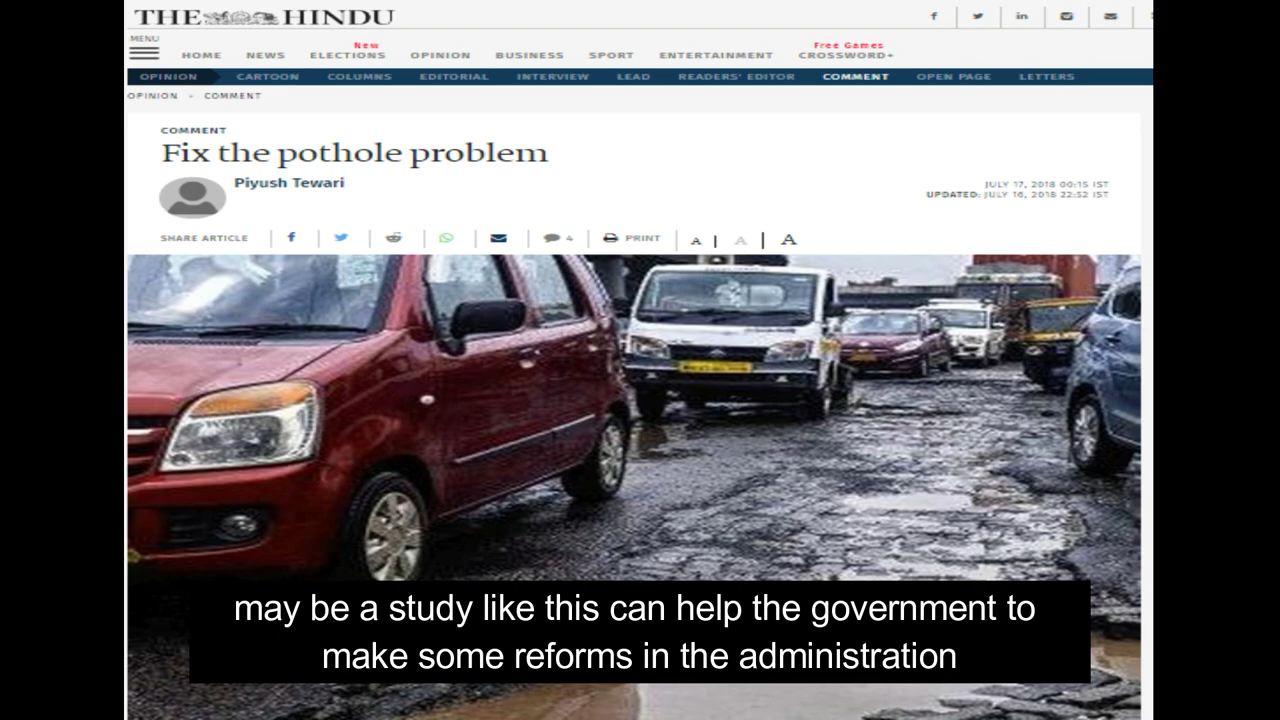 THE HINDU
MENU
HOME NEWS ELECTIONS New OPINION BUSINESS SPORT ENTERTAINMENT CROSSWORD+ Free Games
OPINION CARTOON COLUMNS EDITORIAL INTERVIEW LEAD READERS' EDITOR COMMENT OPEN PAGE LETTERS
OPINION COMMENT
COMMENT
Fix the pothole problem
Piyush Tewari
JULY 17, 2018 00:15 IST
UPDATED: JULY 16, 2018 22:52 IST
SHARE ARTICLE 4 PRINT A | A | A
may be a study like this can help the government to
make some reforms in the administration